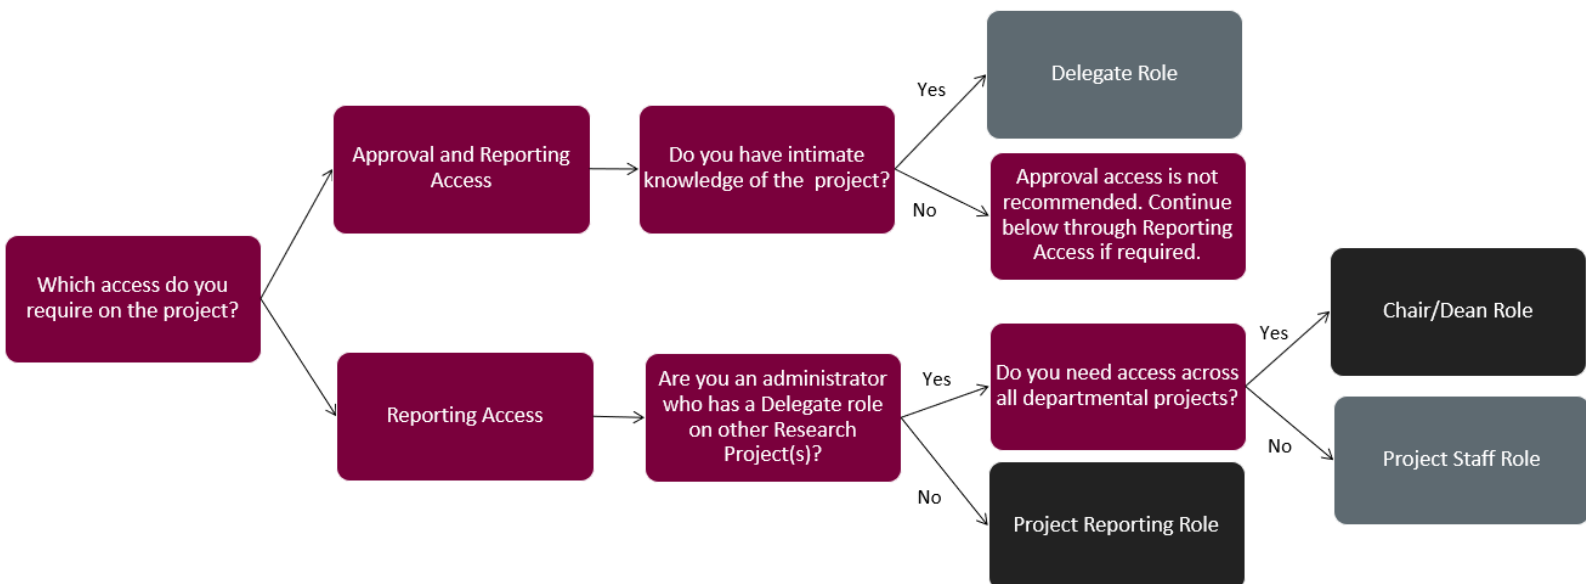 Which access do you
require on the project?
Approval and Reporting
Access
Do you have intimate
knowledge of the project?
Yes
Delegate Role
No
Approval access is not
recommended. Continue
below through Reporting
Access if required.
Reporting Access
Are you an administrator
who has a Delegate role
on other Research
Project(s)?
Yes
Do you need access across
all departmental projects?
Yes
Chair/Dean Role
No
Project Staff Role
No
Project Reporting Role